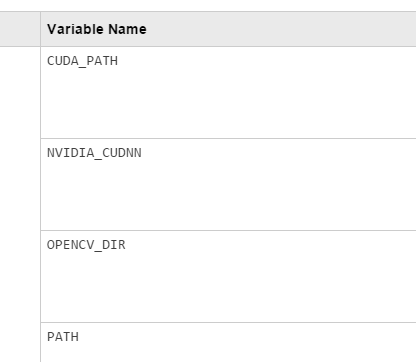 Variable Name
CUDA_PATH
NVIDIA_CUDNN
OPENCV_DIR
PATH